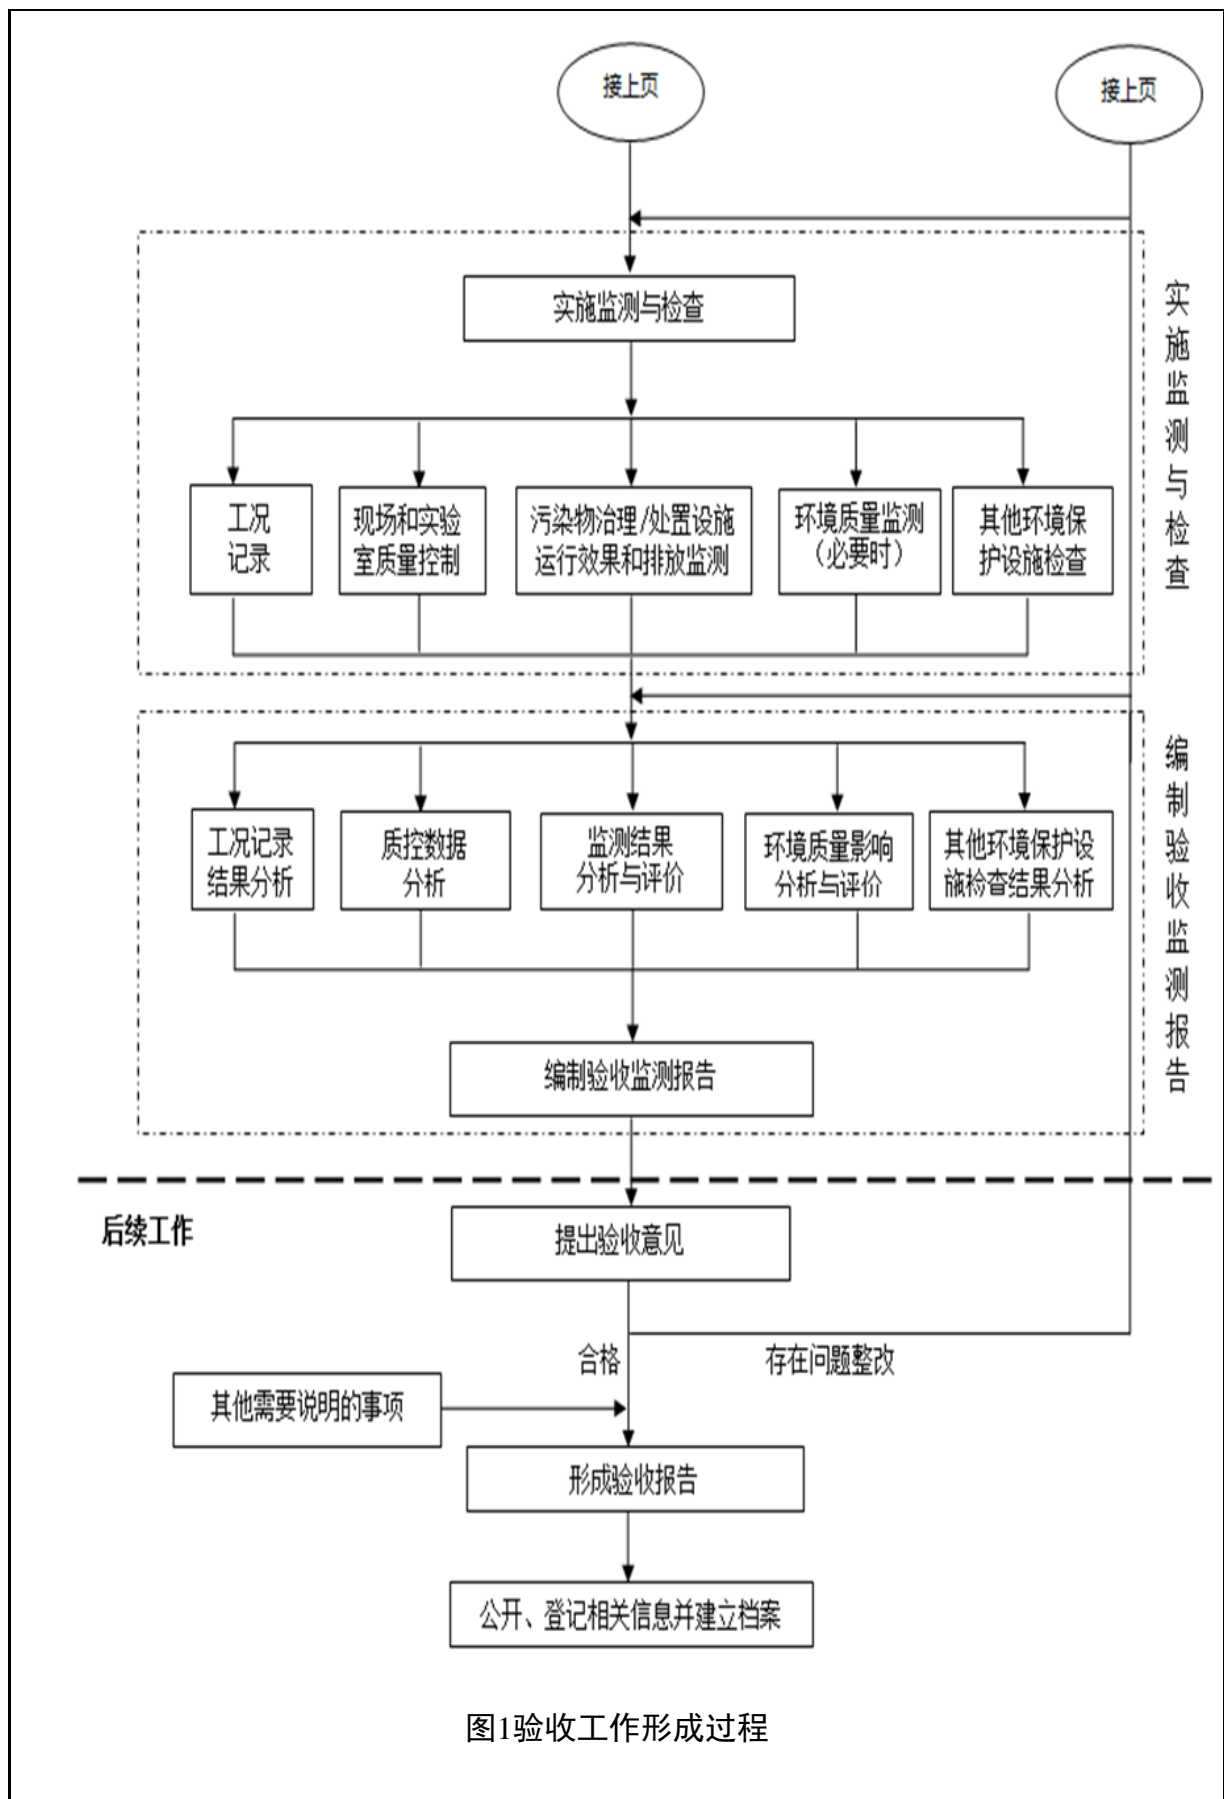 接上页
接上页
实施监测与检查
实施监测与检查
工况
记录
现场和实验
室质量控制
污染物治理/处置设施
运行效果和排放监测
环境质量监测
（必要时）
其他环境保
护设施检查
编制验收监测报告
工况记录
结果分析
质控数据
分析
监测结果
分析与评价
环境质量影响
分析与评价
其他环境保护设
施检查结果分析
编制验收监测报告
后续工作
提出验收意见
合格
存在问题整改
其他需要说明的事项
形成验收报告
公开、登记相关信息并建立档案
图1验收工作形成过程